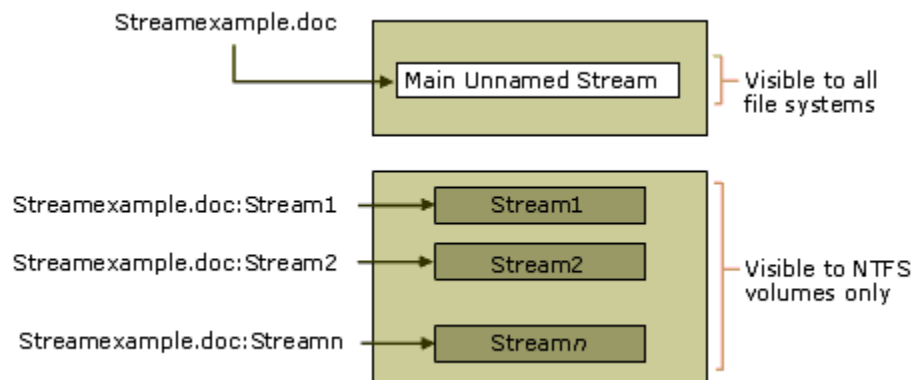 Streamexample.doc
Main Unnamed Stream
Visible to all
file systems
Streamexample.doc:Stream1
Stream1
Streamexample.doc:Stream2
Stream2
Visible to NTFS
volumes only
Streamexample.doc:Streamn
Streamn